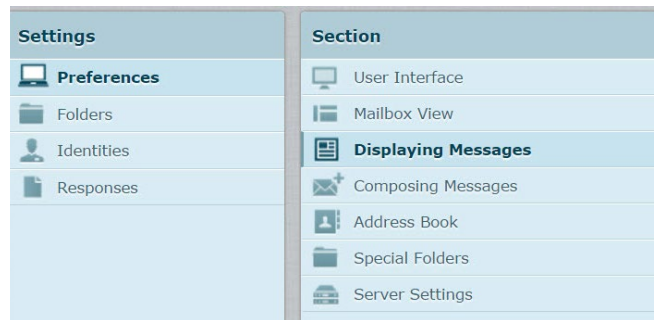 Settings
Preferences
Folders
Identities
Responses
Section
User Interface
Mailbox View
Displaying Messages
Composing Messages
Address Book
Special Folders
Server Settings